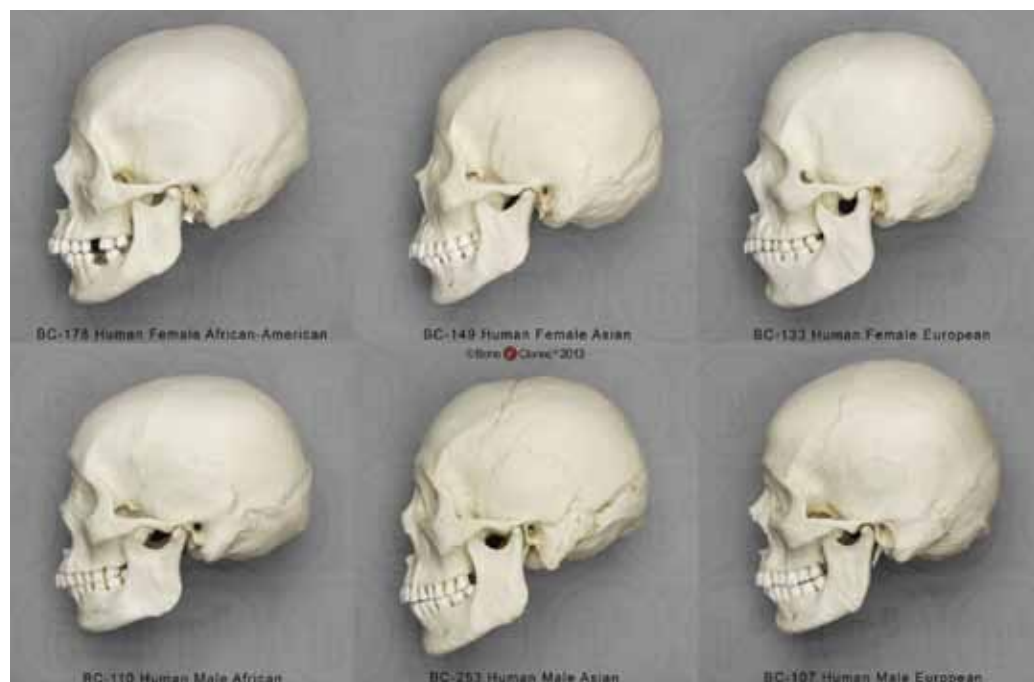 BC-178 Human Female African-American
BC-149 Human Female Asian
BC-133 Human Female European
©Bone Clones® 2013
BC-110 Human Male African
BC-253 Human Male Asian
BC-107 Human Male European